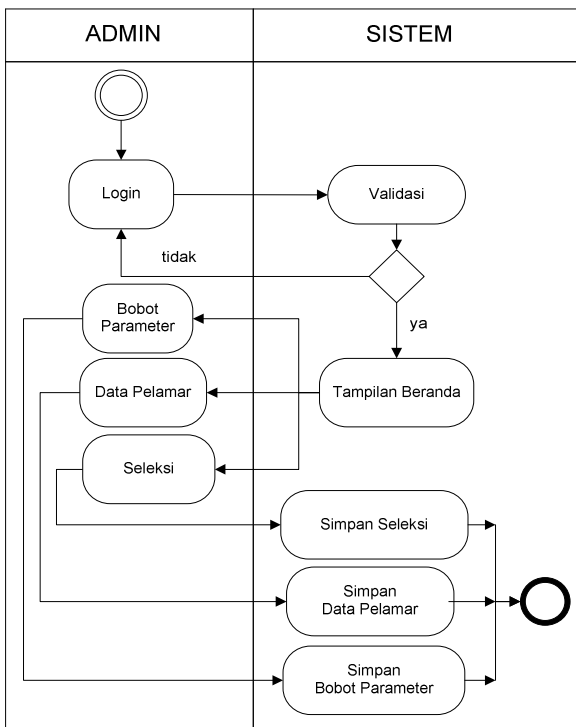 ADMIN
SISTEM
Login
Validasi
tidak
ya
Bobot
Parameter
Data Pelamar
Tampilan Beranda
Seleksi
Simpan Seleksi
Simpan
Data Pelamar
Simpan
Bobot Parameter